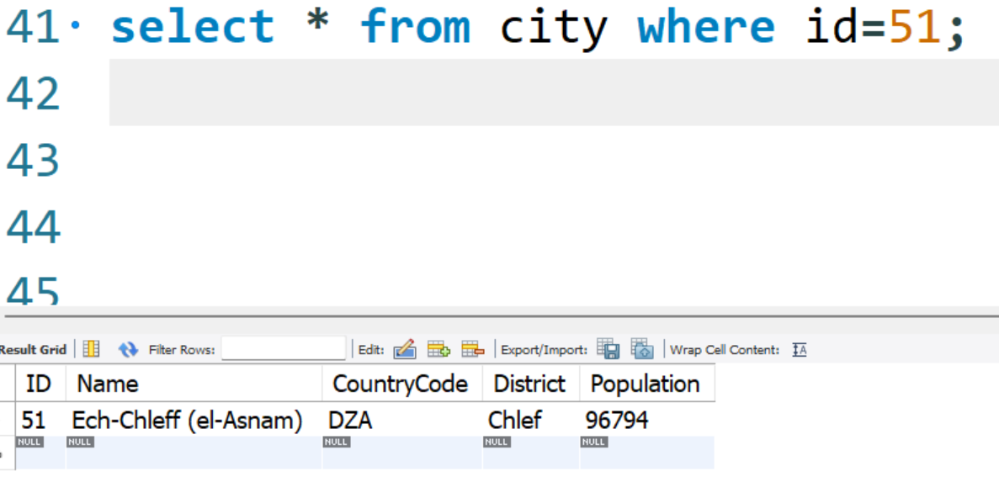 41 select * from city where id=51;
42
43
44
45
Result Grid Filter Rows: Edit: Export/Import: Wrap Cell Content: IA
ID Name CountryCode District Population
51 Ech-Chleff (el-Asnam) DZA Chlef 96794
NULL NULL NULL NULL NULL